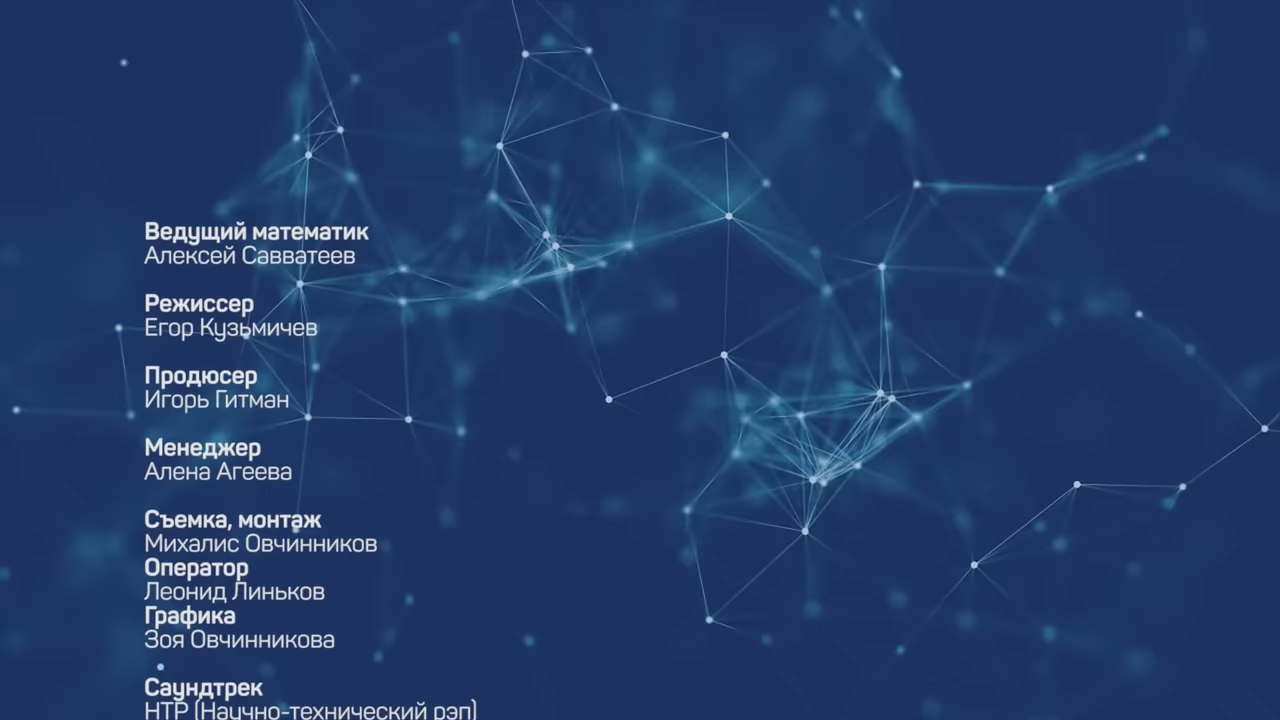 Ведущий математик
Алексей Савватеев
Режиссер
Егор Кузьмичев
Продюсер
Игорь Гитман
Менеджер
Алена Агеева
Съемка, монтаж
Михалис Овчинников
Оператор
Леонид Линьков
Графика
Зоя Овчинникова
Саундтрек
НТР (Научно-технический рэп)